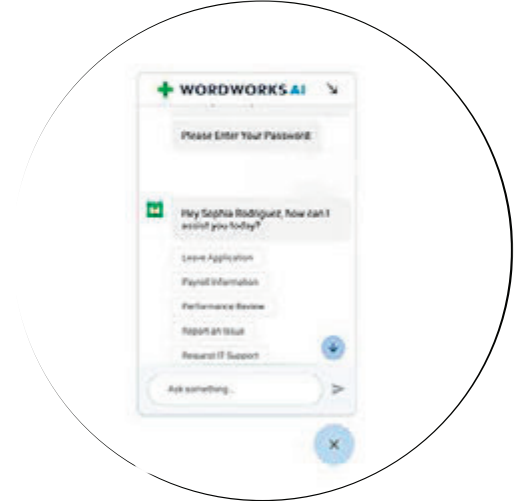 WORDWORKS AI
Please Enter Your Password:
Hey Sophia Rodriguez, how can I
assist you today?
Leave Application
Payroll Information
Performance Review
Report an Issue
Request IT Support
Ask something...